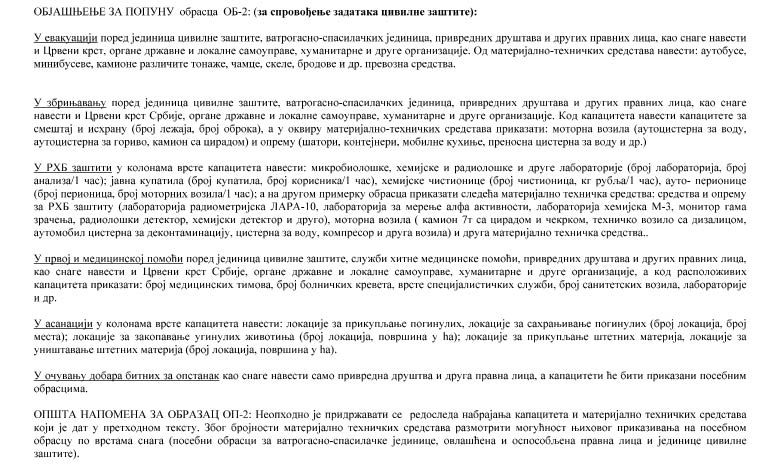 ОБЈАШЊЕЊЕ ЗА ПОПУНУ обрасца ОБ-2: (за спровођење задатака цивилне заштите):
У евакуацији поред јединица цивилне заштите, ватрогасно-спасилачких јединица, привредних друштава и других правних лица, као снаге навести
и Црвени крст, органе државне и локалне самоуправе, хуманитарне и друге организације. Од материјално-техничких средстава навести: аутобусе,
минибусеве, камионе различите тонаже, чамце, скеле, бродове и др. превозна средства.
У збрињавању поред јединица цивилне заштите, ватрогасно-спасилачких јединица, привредних друштава и других правних лица, као снаге
навести и Црвени крст Србије, органе државне и локалне самоуправе, хуманитарне и друге организације. Код капацитета навести капацитете за
смештај и исхрану (број лежаја, број оброка), а у оквиру материјално-техничких средстава приказати: моторна возила (аутоцистерна за воду,
аутоцистерна за гориво, камион са цирадом) и опрему (шатори, контејнери, мобилне кухиње, преносна цистерна за воду и др.)
У РХБ заштити у колонама врсте капацитета навести: микробиолошке, хемијске и радиолошке и друге лабораторије (број лабораторија, број
анализа/1 час); јавна купатила (број купатила, број корисника/1 час), хемијске чистионице (број чистионица, кг рубља/1 час), ауто- перионице
(број перионица, број моторних возила/1 час); а на другом примерку обрасца приказати следећа материјално техничка средства: средства и опрему
за РХБ заштиту (лабораторија радиометријска ЛАРА-10, лабораторија за мерење алфа активности, лабораторија хемијска М-3, монитор гама
зрачења, радиолошки детектор, хемијски детектор и друго), моторна возила ( камион 7т са цирадом и чекрком, техничко возило са дизалицом,
аутомобил цистерна за деконтаминацију, цистерна за воду, компресор и друга возила) и друга материјално техничка средства..
У првој и медицинској помоћи поред јединица цивилне заштите, службе хитне медицинске помоћи, привредних друштава и других правних лица,
као снаге навести и Црвени крст Србије, органе државне и локалне самоуправе, хуманитарне и друге организације, а код расположивих
капацитета приказати: број медицинских тимова, број болничких кревета, врсте специјалистичких служби, број санитетских возила, лабораторије
и др.
У асанацији у колонама врсте капацитета навести: локације за прикупљање погинулих, локације за сахрањивање погинулих (број локација, број
места); локације за закопавање угинулих животиња (број локација, површина у ha); локације за прикупљање штетних материја, локације за
уништавање штетних материја (број локација, површина у ha).
У очувању добара битних за опстанак као снаге навести само привредна друштва и друга правна лица, а капацитети ће бити приказани посебним
обрасцима.
ОПШТА НАПОМЕНА ЗА ОБРАЗАЦ ОП-2: Неопходно је придржавати се редоследа набрајања капацитета и материјално техничких средстава
који је дат у претходном тексту. Због бројности материјално техничких средстава размотрити могућност њиховог приказивања на посебном
обрасцу по врстама снага (посебни обрасци за ватрогасно-спасилачке јединице, овлашћена и оспособљена правна лица и јединице цивилне
заштите).